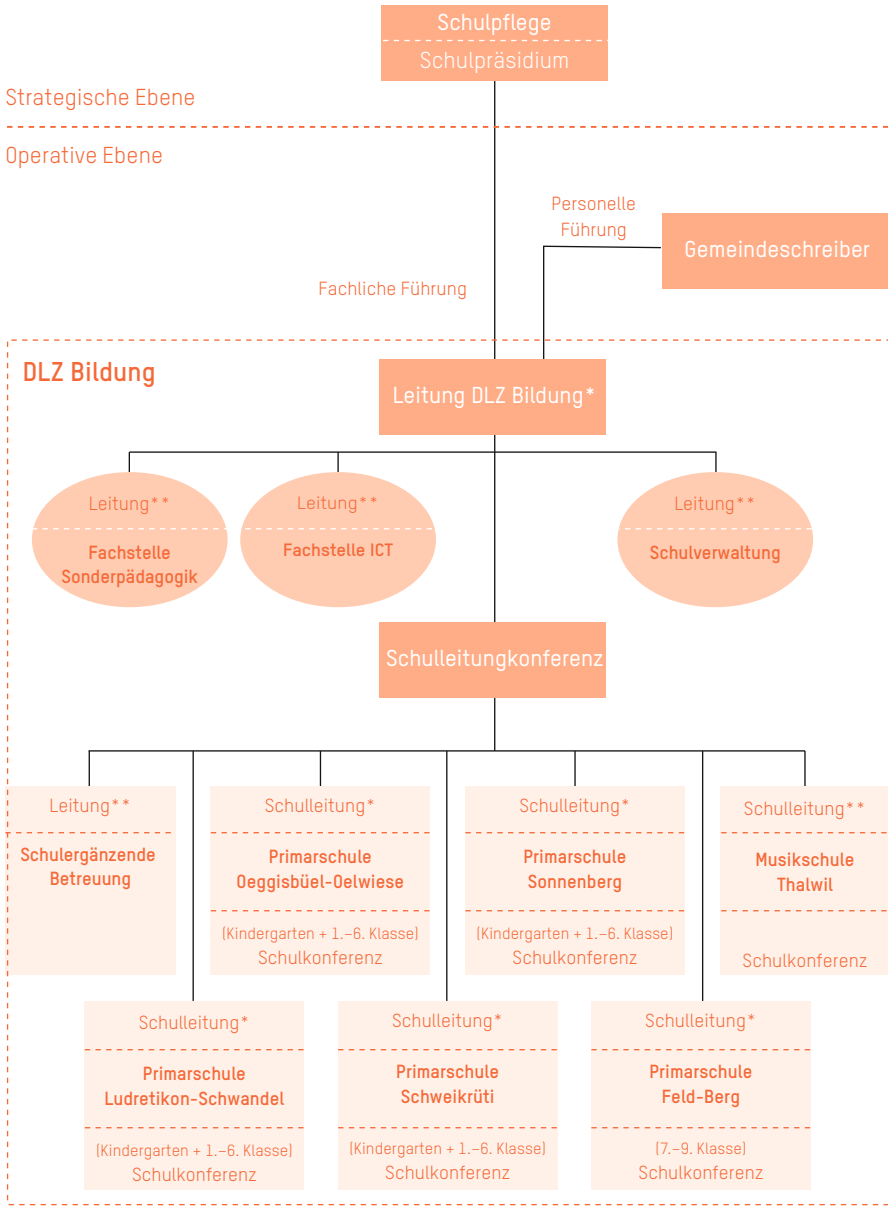 Schulpflege
Schulpräsidium
Strategische Ebene
Operative Ebene
Personelle
Führung
Gemeindeschreiber
Fachliche Führung
DLZ Bildung
Leitung DLZ Bildung*
Leitung**
Fachstelle
Sonderpädagogik
Leitung**
Fachstelle ICT
Leitung**
Schulverwaltung
Schulleitungkonferenz
Leitung**
Schulergänzende
Betreuung
Schulleitung*
Primarschule
Oeggisbüel-Oelwiese
(Kindergarten + 1.–6. Klasse)
Schulkonferenz
Schulleitung*
Primarschule
Sonnenberg
(Kindergarten + 1.–6. Klasse)
Schulkonferenz
Schulleitung**
Musikschule
Thalwil
Schulkonferenz
Schulleitung*
Primarschule
Ludretikon-Schwandel
(Kindergarten + 1.–6. Klasse)
Schulkonferenz
Schulleitung*
Primarschule
Schweikrüti
(Kindergarten + 1.–6. Klasse)
Schulkonferenz
Schulleitung*
Primarschule
Feld-Berg
(7.–9. Klasse)
Schulkonferenz